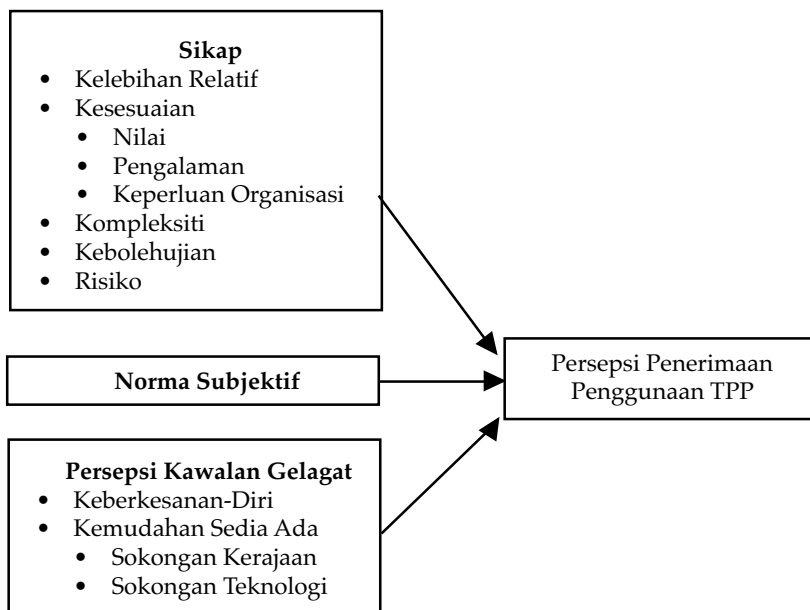 Sikap
• Kelebihan Relatif
• Kesesuaian
• Nilai
• Pengalaman
• Keperluan Organisasi
• Kompleksiti
• Kebolehujian
• Risiko
Norma Subjektif
Persepsi Kawalan Gelagat
• Keberkesanan-Diri
• Kemudahan Sedia Ada
• Sokongan Kerajaan
• Sokongan Teknologi
Persepsi Penerimaan
Penggunaan TPP